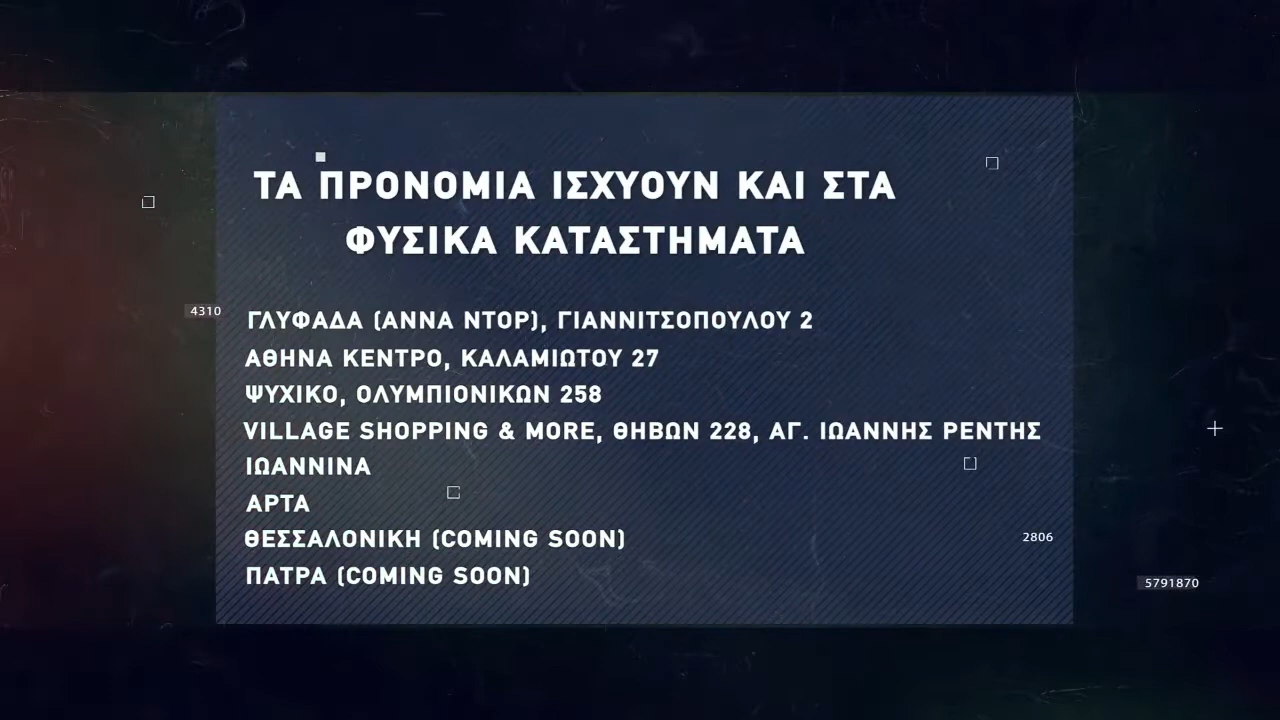 ΤΑ ΠΡΟΝΟΜΙΑ ΙΣΧΥΟΥΝ ΚΑΙ ΣΤΑ
ΦΥΣΙΚΑ ΚΑΤΑΣΤΗΜΑΤΑ
4310
ΓΛΥΦΑΔΑ (ΑΝΝΑ ΝΤΟΡ), ΓΙΑΝΝΙΤΣΟΠΟΥΛΟΥ 2
ΑΘΗΝΑ ΚΕΝΤΡΟ, ΚΑΛΑΜΙΩΤΟΥ 27
ΨΥΧΙΚΟ, ΟΛΥΜΠΙΟΝΙΚΩΝ 258
VILLAGE SHOPPING & MORE, ΘΗΒΩΝ 228, ΑΓ. ΙΩΑΝΝΗΣ ΡΕΝΤΗΣ
ΙΩΑΝΝΙΝΑ
ΑΡΤΑ
ΘΕΣΣΑΛΟΝΙΚΗ (COMING SOON)
2806
ΠΑΤΡΑ (COMING SOON)
5791870